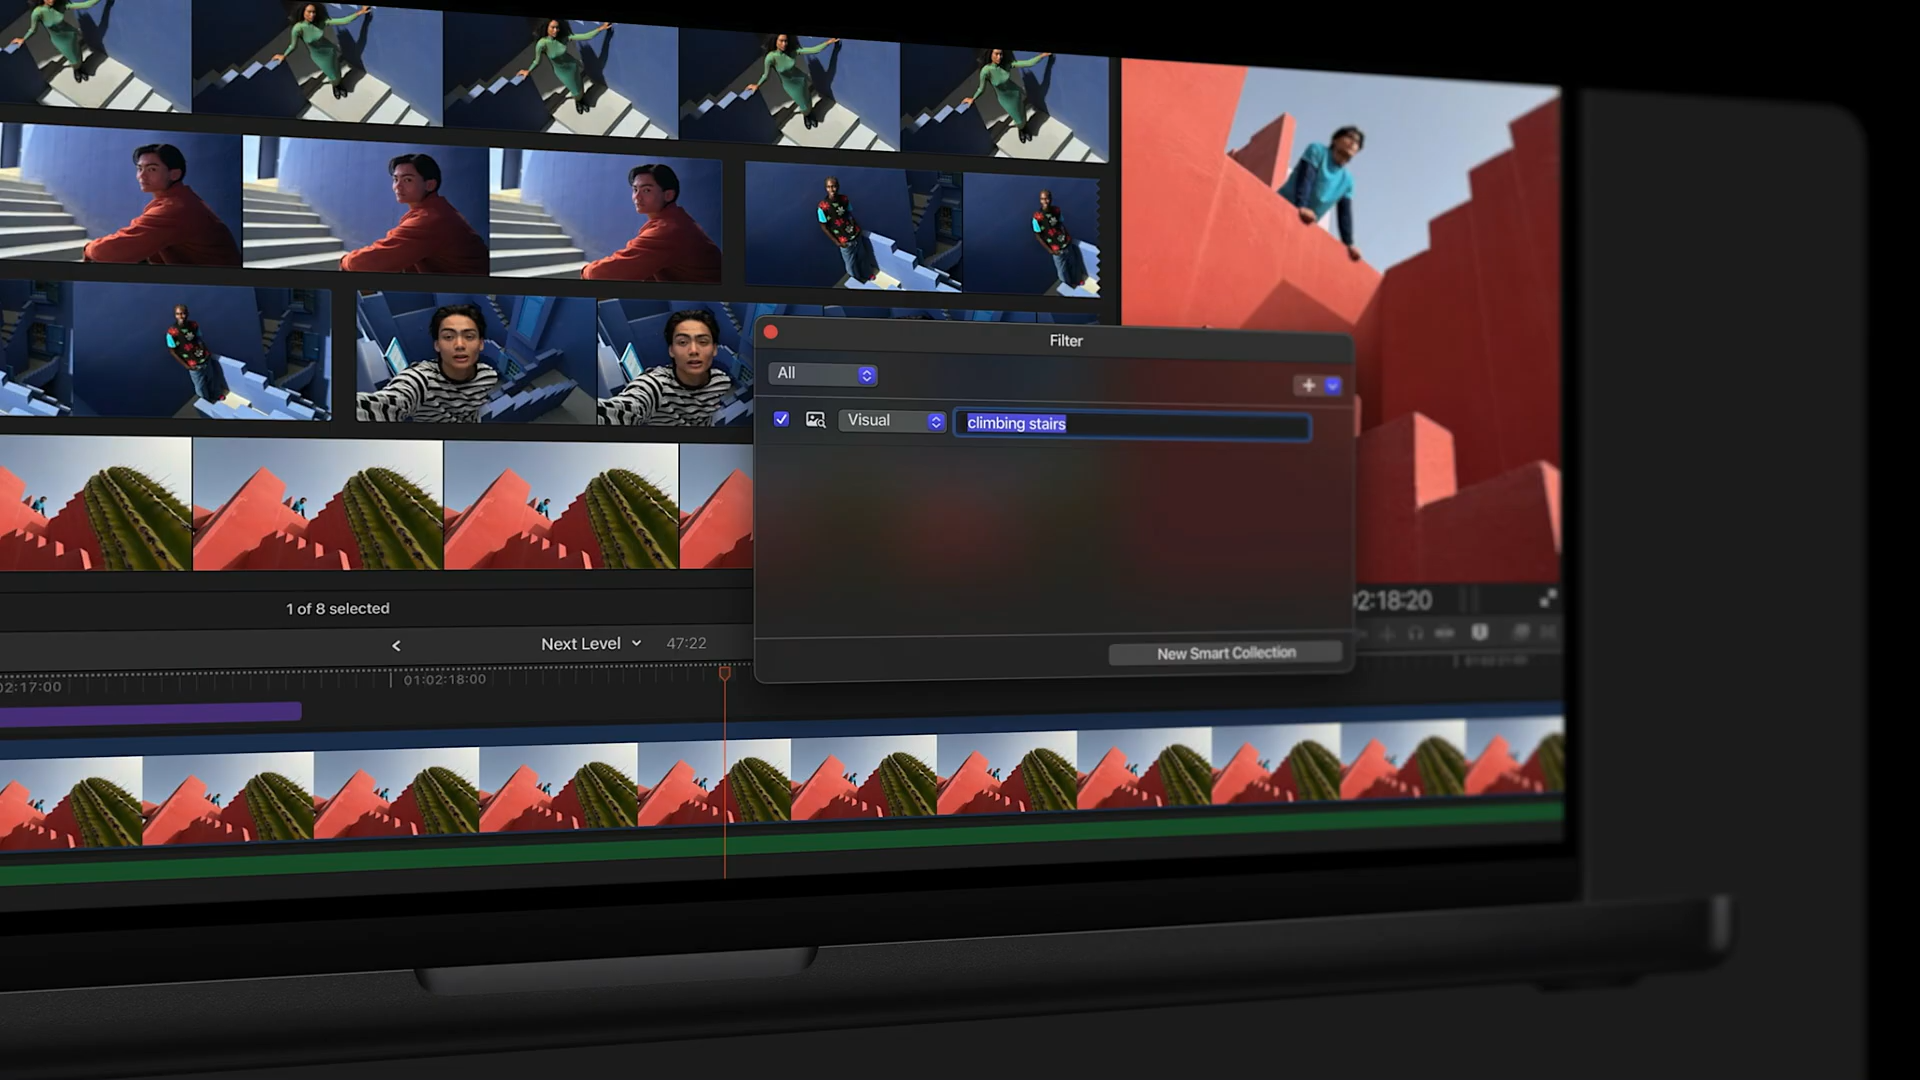 Filter
All
Visual
climbing stairs
New Smart Collection
1 of 8 selected
Next Level
47:22
02:18:20
02:17:00
01:02:18:00